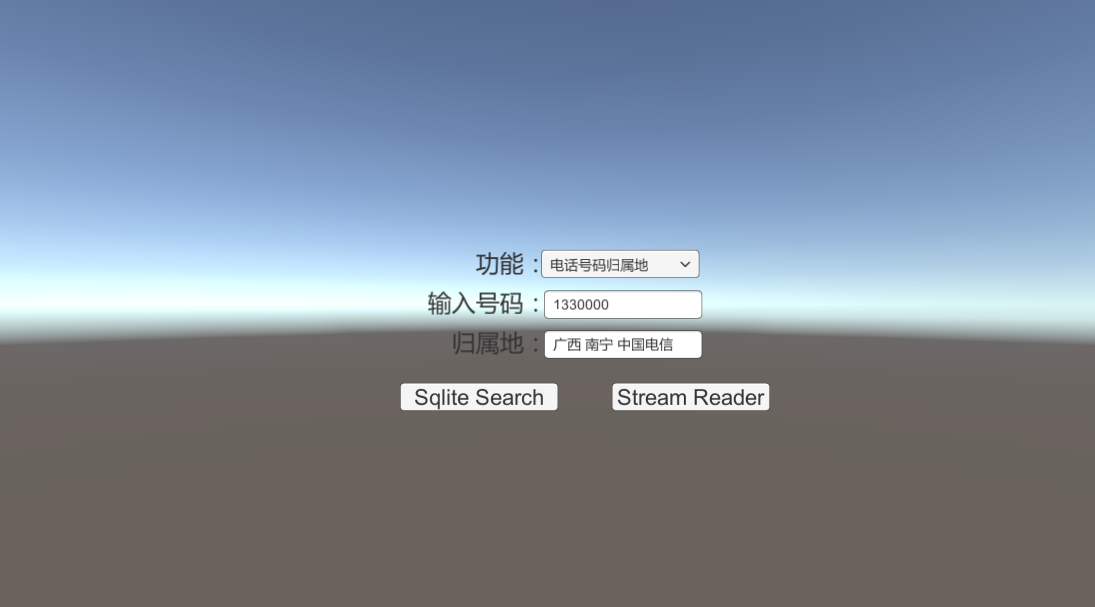 功能 : 电话号码归属地
输入号码 : 1330000
归属地 : 广西 南宁 中国电信
Sqlite Search Stream Reader